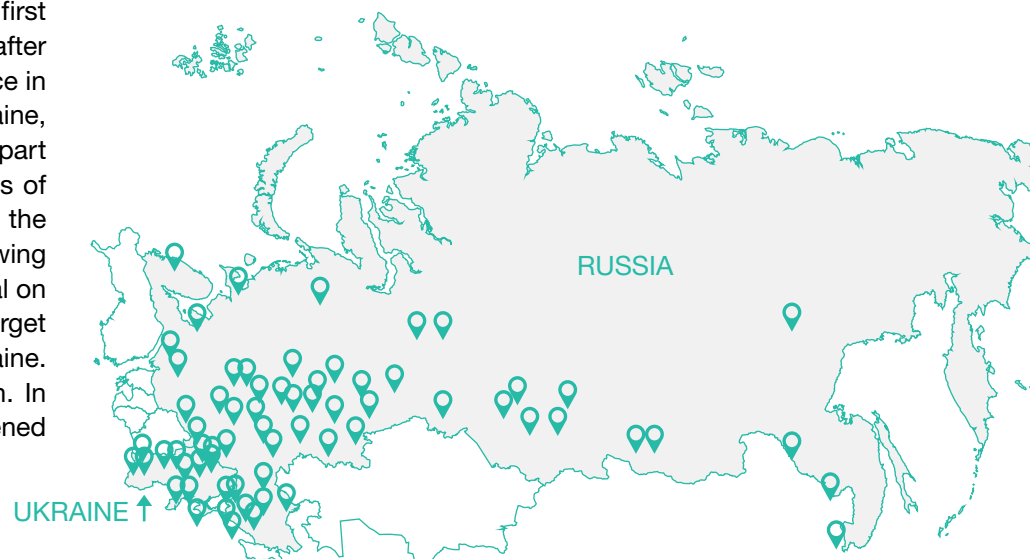 first
after
ce in
aine,
part
s of
the
wing
al on
rget
aine.
n. In
ened
RUSSIA
UKRAINE ↑